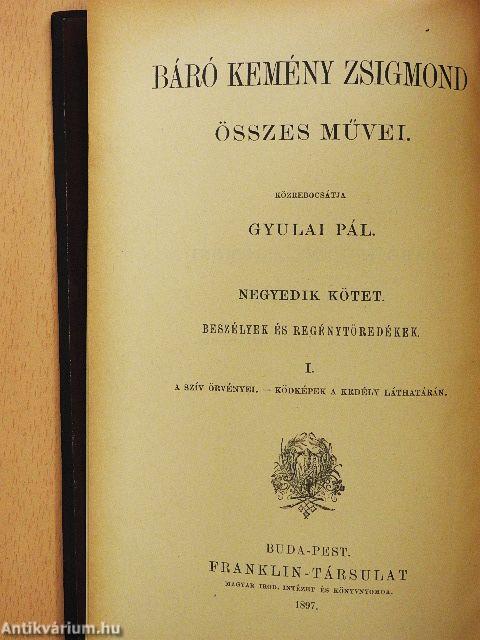 BÁRÓ KEMÉNY ZSIGMOND
ÖSSZES MŰVEI.
KÖZREBOCSÁTJA
GYULAI PÁL.
NEGYEDIK KÖTET.
BESZÉLYEK ÉS REGÉNYTÖREDÉKEK.
I.
A SZÍV ÖRVÉNYEI. — KÖDKÉPEK A KEDÉLY LÁTHATÁRÁN.
BUDA-PEST.
FRANKLIN-TÁRSULAT
MAGYAR IROD. INTÉZET ÉS KÖNYVNYOMDA.
1897.
Antikvárium.hu